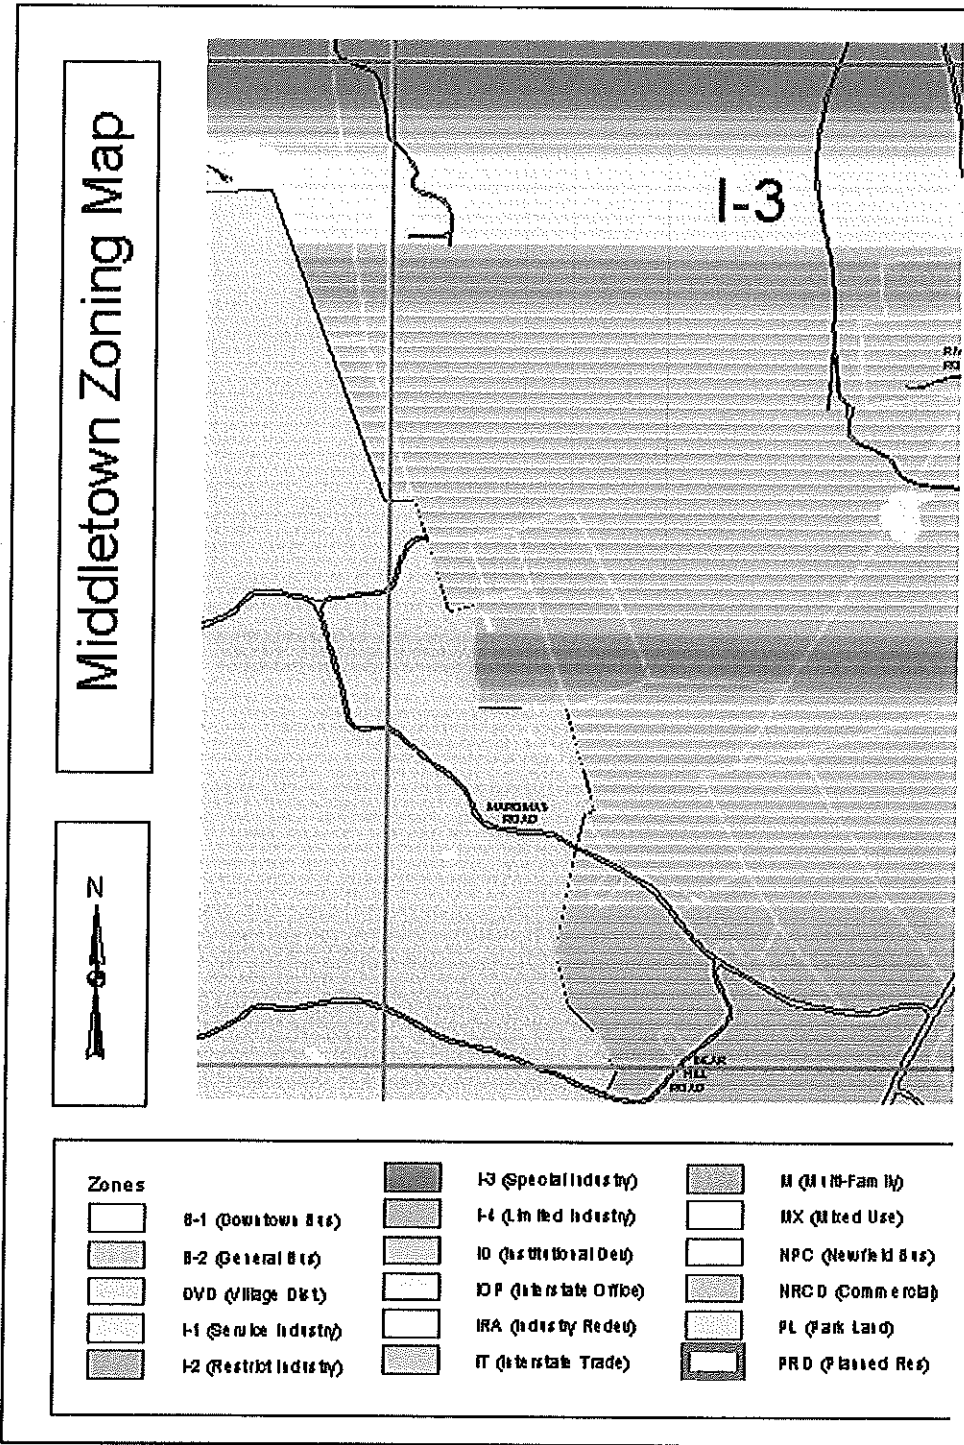 Middletown Zoning Map
I-3
MAROMAS
ROAD
BEAR
HILL
ROAD
N
Zones
B-1 (Downtown Bus)
B-2 (General Bus)
DVD (Village Dist.)
I-1 (Service Industry)
I-2 (Restrict Industry)
I-3 (Special Industry)
I-4 (Limited Industry)
ID (Institutional Dev)
IOP (Interstate Office)
IRA (Industry Redev)
IT (Interstate Trade)
M (Multi-Family)
MX (Mixed Use)
NPC (Newfield Bus)
NRCD (Commercial)
PL (Park Land)
PRD (Planned Res)